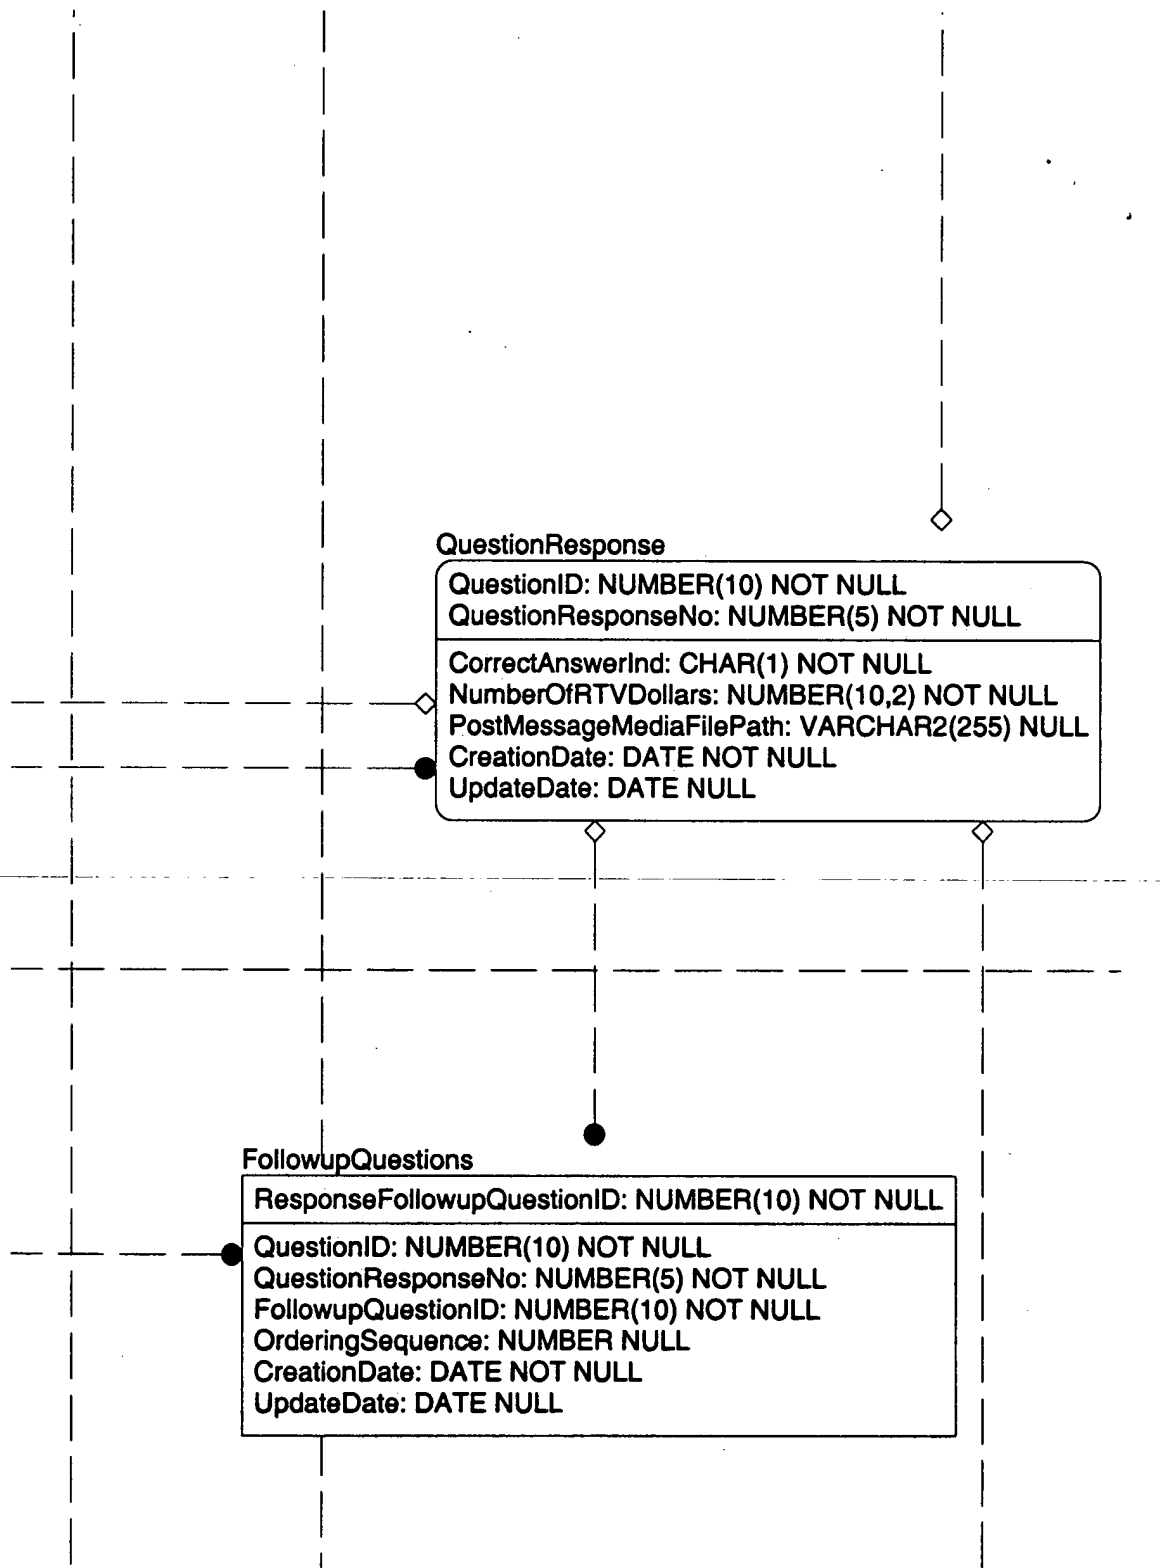 QuestionResponse
QuestionID: NUMBER(10) NOT NULL
QuestionResponseNo: NUMBER(5) NOT NULL
CorrectAnswerInd: CHAR(1) NOT NULL
NumberOfRTVDollars: NUMBER(10,2) NOT NULL
PostMessageMediaFilePath: VARCHAR2(255) NULL
CreationDate: DATE NOT NULL
UpdateDate: DATE NULL
FollowupQuestions
ResponseFollowupQuestionID: NUMBER(10) NOT NULL
QuestionID: NUMBER(10) NOT NULL
QuestionResponseNo: NUMBER(5) NOT NULL
FollowupQuestionID: NUMBER(10) NOT NULL
OrderingSequence: NUMBER NULL
CreationDate: DATE NOT NULL
UpdateDate: DATE NULL